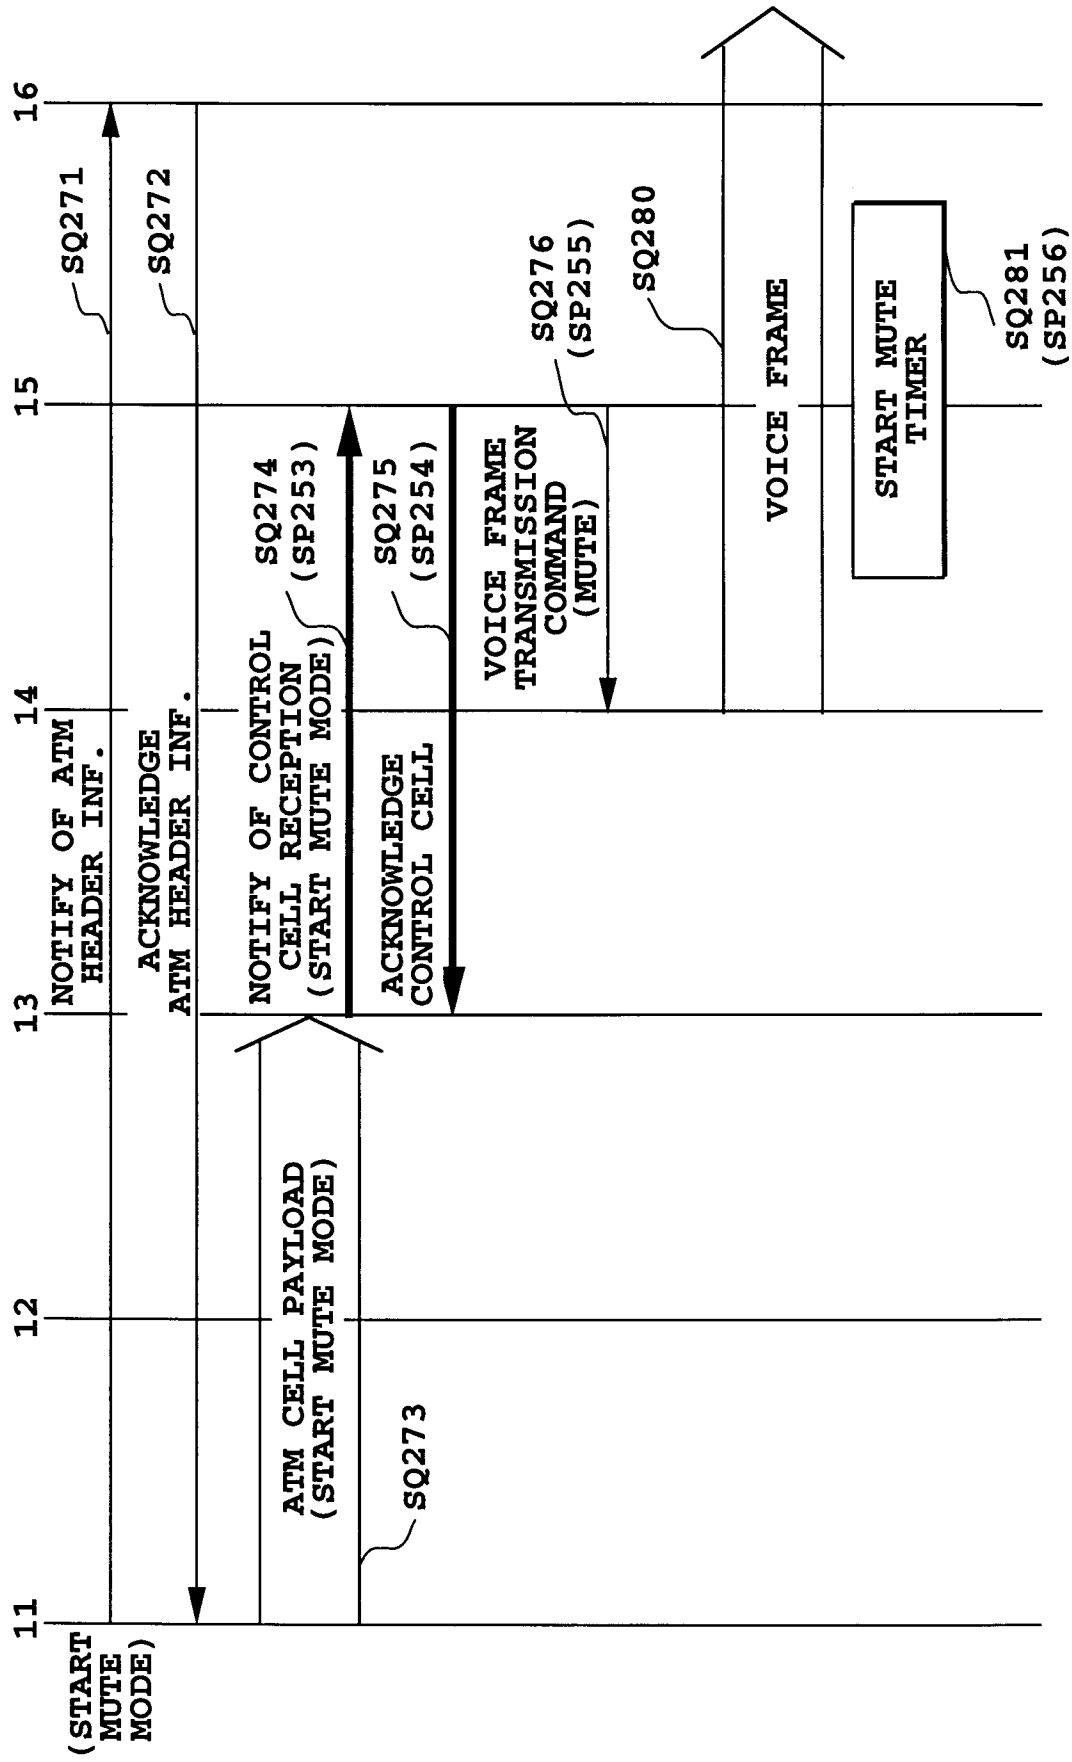 11
12
13
14
15
16
(START
MUTE
MODE)
NOTIFY OF ATM
HEADER INF.
SQ271
ACKNOWLEDGE
ATM HEADER INF.
SQ272
ATM CELL PAYLOAD
(START MUTE MODE)
SQ273
NOTIFY OF CONTROL
CELL RECEPTION
(START MUTE MODE)
SQ274
(SP253)
ACKNOWLEDGE
CONTROL CELL
SQ275
(SP254)
VOICE FRAME
TRANSMISSION
COMMAND
(MUTE)
SQ276
(SP255)
SQ280
VOICE FRAME
START MUTE
TIMER
SQ281
(SP256)